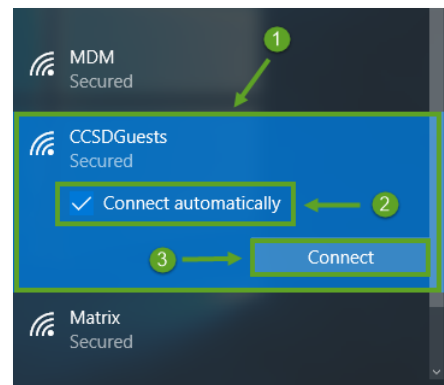 1
MDM
Secured
CCSDGuests
Secured
Connect automatically 2
3 Connect
Matrix
Secured